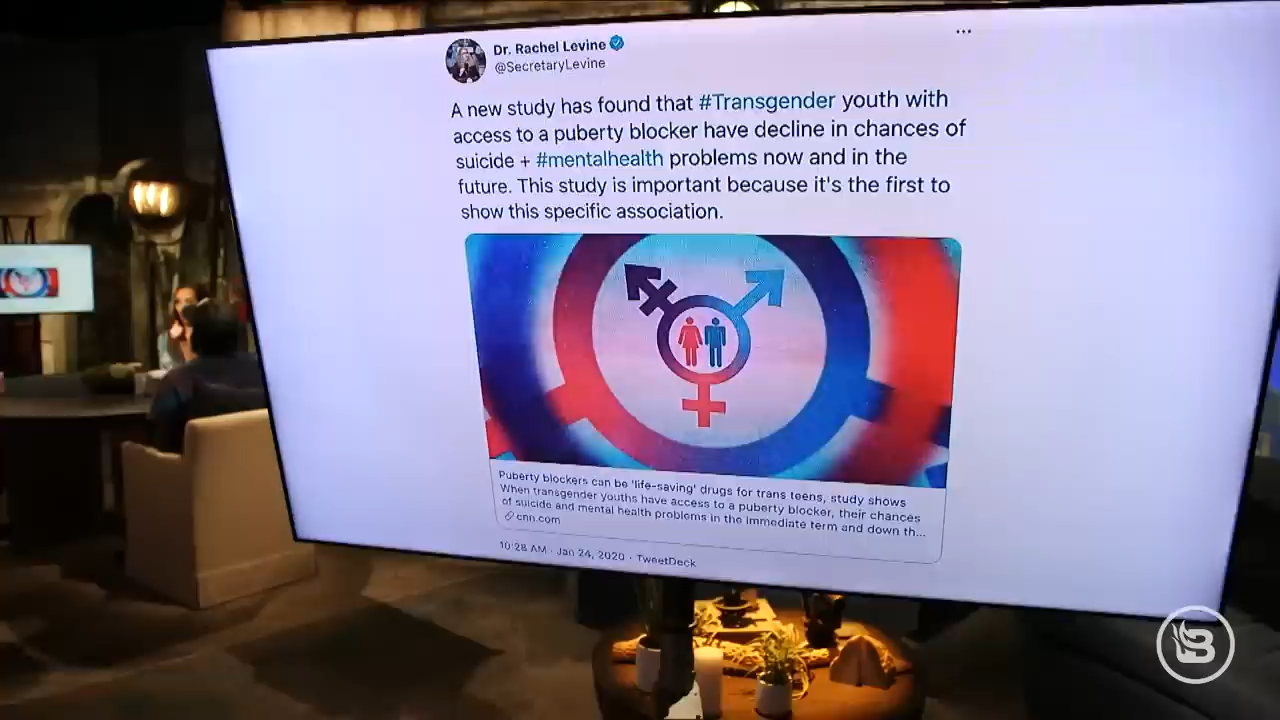 Dr. Rachel Levine
@SecretaryLevine
A new study has found that #Transgender youth with
access to a puberty blocker have decline in chances of
suicide + #mentalhealth problems now and in the
future. This study is important because it's the first to
show this specific association.
Puberty blockers can be 'life-saving' drugs for trans teens, study shows
When transgender youths have access to a puberty blocker, their chances
of suicide and mental health problems in the immediate term and down th...
cnn.com
10:28 AM · Jan 24, 2020 · TweetDeck
B